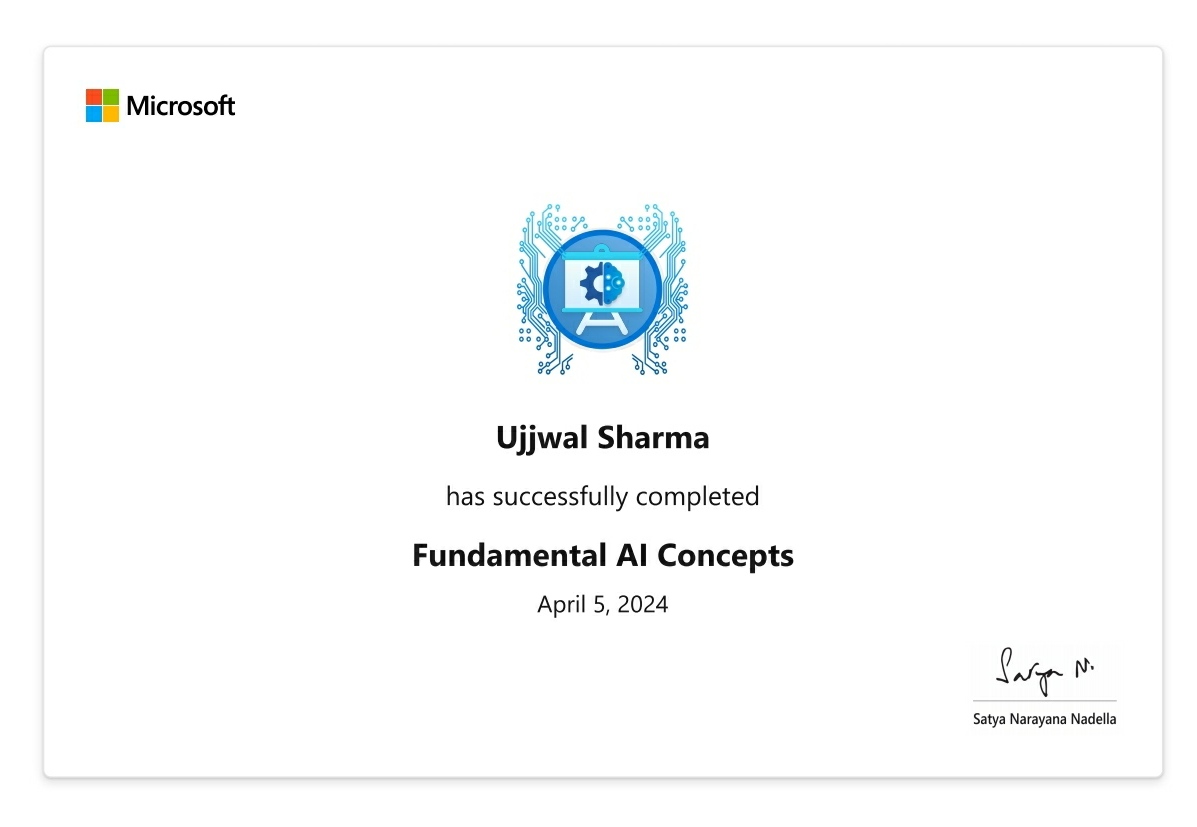 Microsoft
Ujjwal Sharma
has successfully completed
Fundamental AI Concepts
April 5, 2024
Satya N.
Satya Narayana Nadella